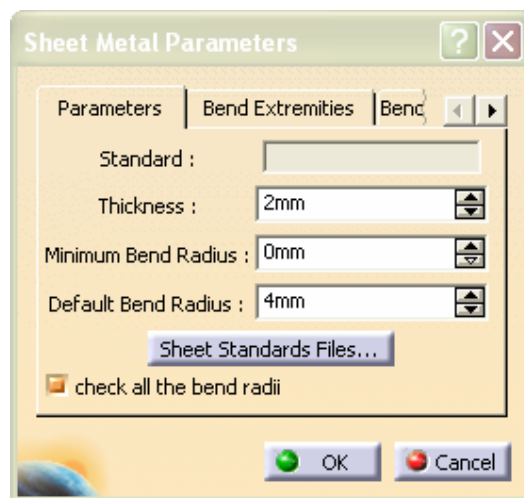 Sheet Metal Parameters ?
Parameters Bend Extremities Bend
Standard :
Thickness : 2mm
Minimum Bend Radius : 0mm
Default Bend Radius : 4mm
Sheet Standards Files...
check all the bend radii
OK Cancel